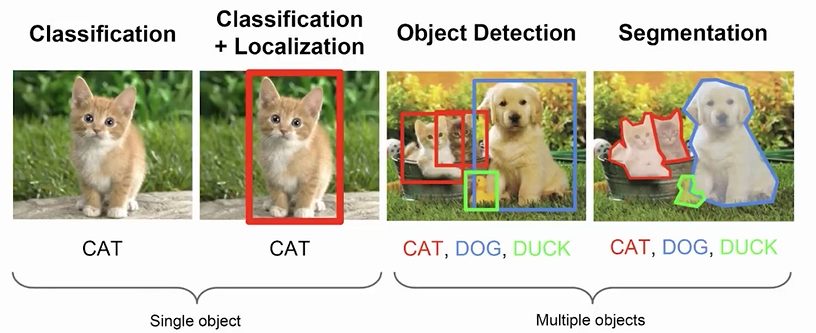 Classification
Classification
+ Localization
Object Detection
Segmentation
CAT
CAT
CAT, DOG, DUCK
CAT, DOG, DUCK
Single object
Multiple objects